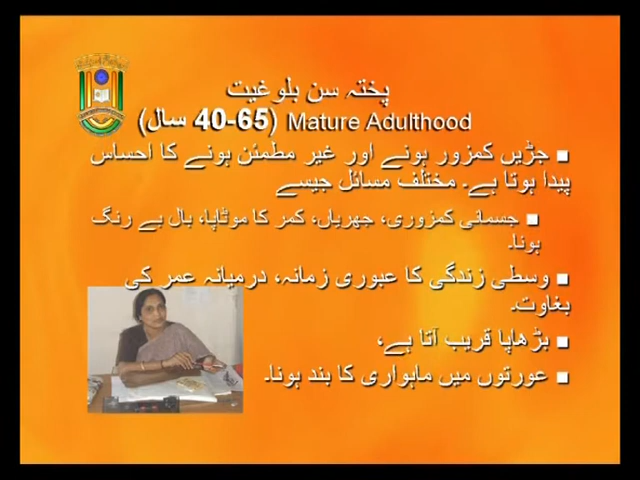 پختہ سن بلوغیت
Mature Adulthood (40-65 سال)
■ جڑیں کمزور ہونے اور غیر مطمئن ہونے کا احساس
پیدا ہوتا ہے۔ مختلف مسائل جیسے
■ جسمانی کمزوری، جھریاں، کمر کا موٹاپا، بال بے رنگ
ہونا۔
■ وسطی زندگی کا عبوری زمانہ، درمیانہ عمر کی
بغاوت۔
■ بڑھاپا قریب آتا ہے،
■ عورتوں میں ماہواری کا بند ہونا۔